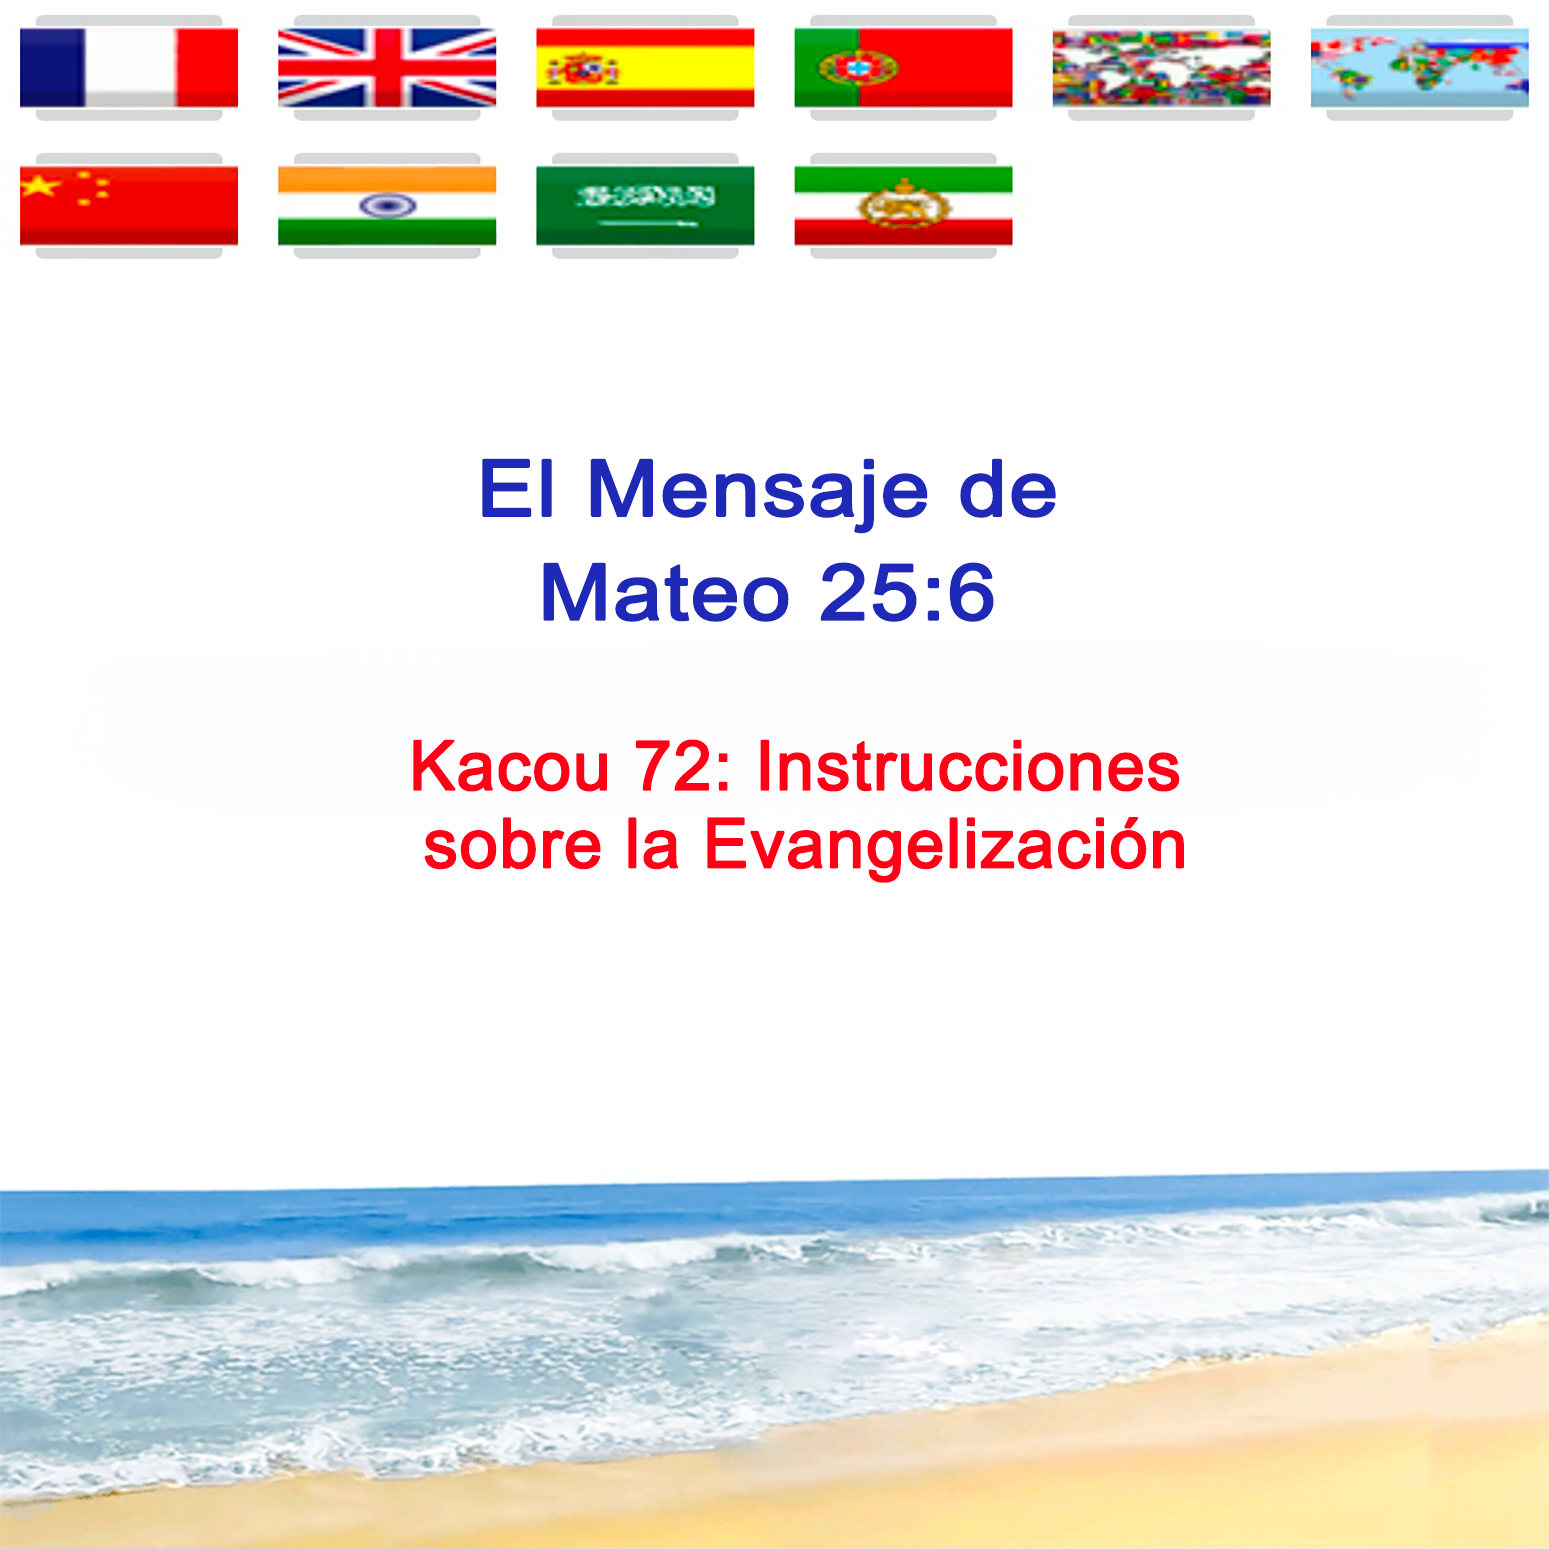 El Mensaje de
Mateo 25:6
Kacou 72: Instrucciones
sobre la Evangelización